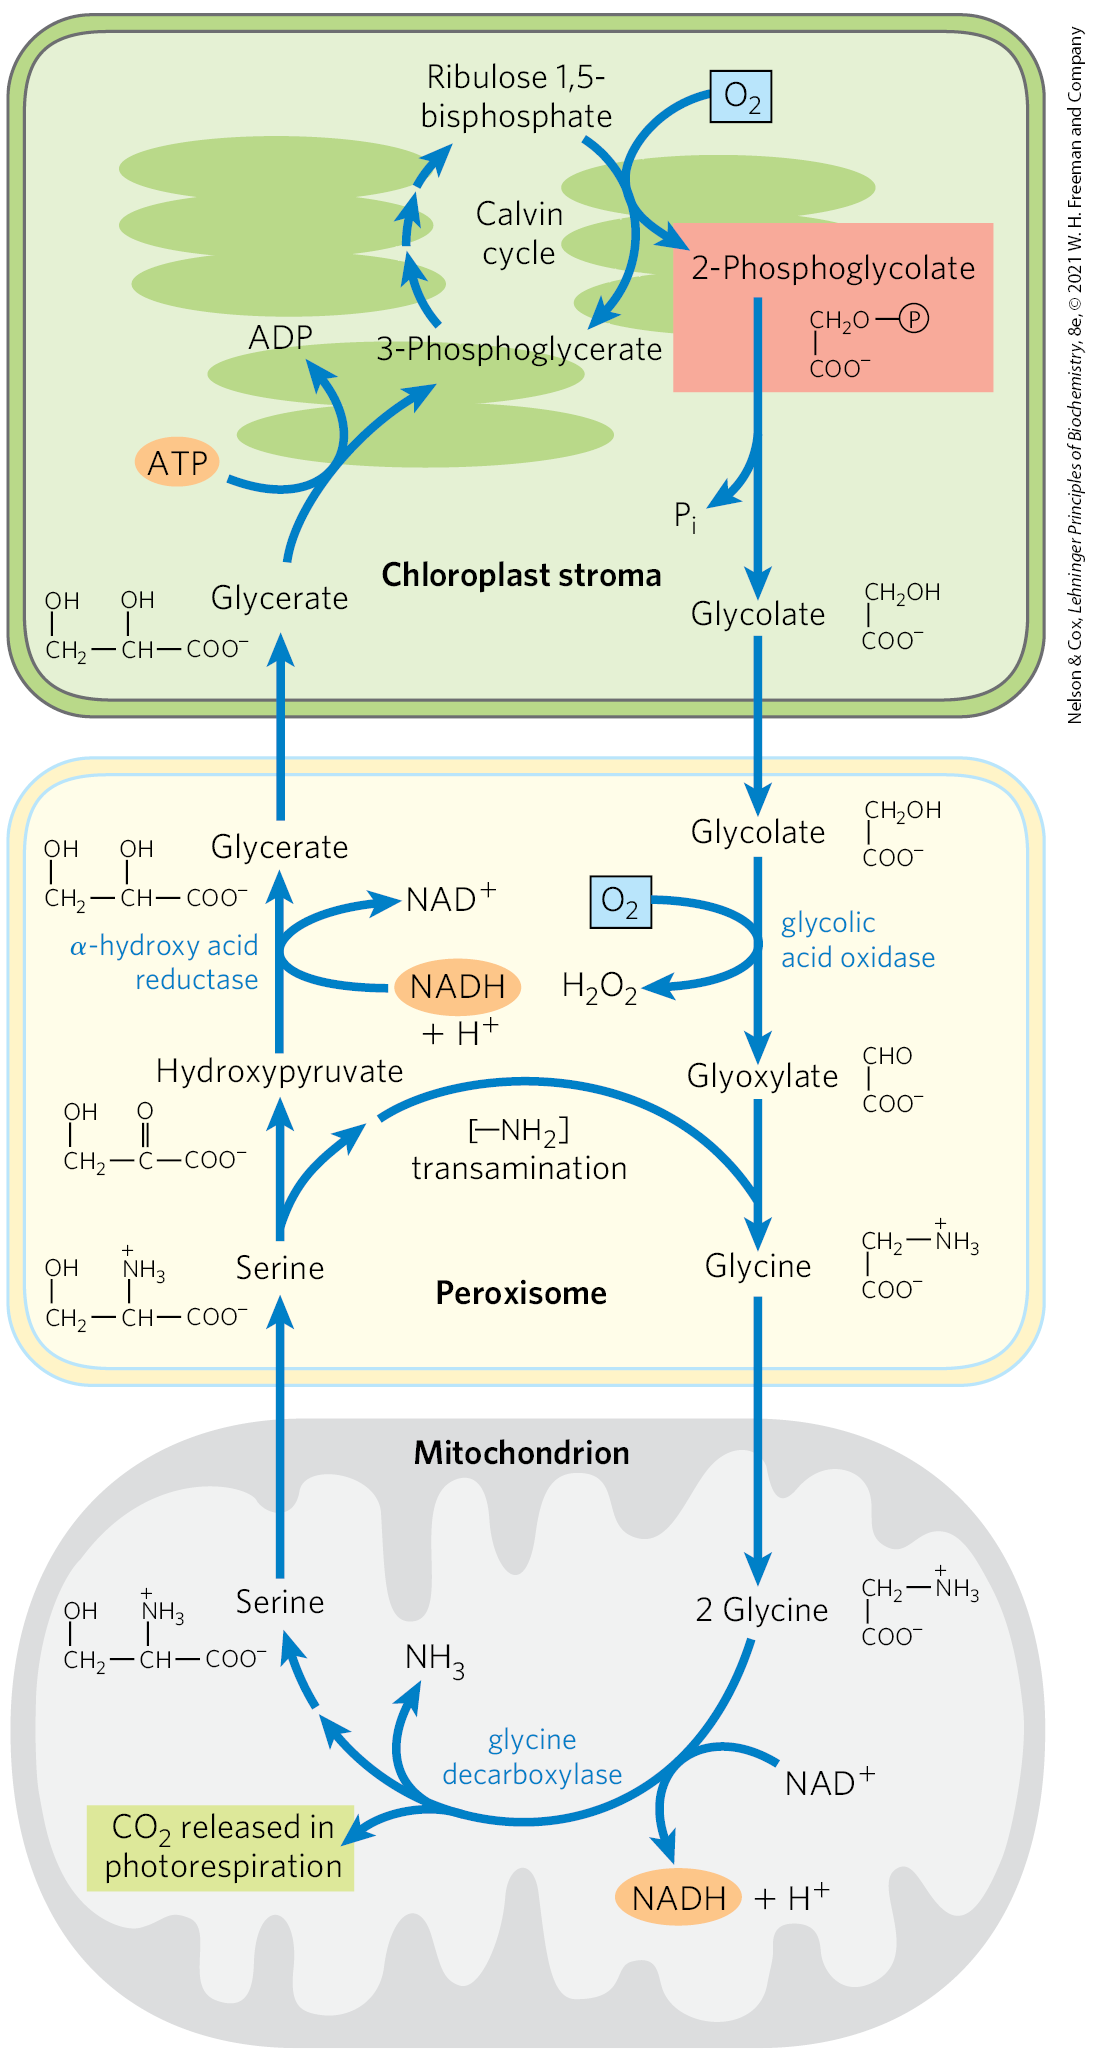 Ribulose 1,5-
bisphosphate
O₂
Calvin
cycle
2-Phosphoglycolate
CH₂O—P
COO⁻
ADP
3-Phosphoglycerate
ATP
Pᵢ
Chloroplast stroma
Glycerate
OH OH
CH₂—CH—COO⁻
Glycolate
CH₂OH
COO⁻
Glycerate
OH OH
CH₂—CH—COO⁻
Glycolate
CH₂OH
COO⁻
NAD⁺
O₂
α-hydroxy acid
reductase
glycolic
acid oxidase
NADH
+ H⁺
H₂O₂
Hydroxypyruvate
OH O
CH₂—C—COO⁻
Glyoxylate
CHO
COO⁻
[—NH₂]
transamination
Serine
OH +NH₃
CH₂—CH—COO⁻
Glycine
CH₂—+NH₃
COO⁻
Peroxisome
Mitochondrion
Serine
OH +NH₃
CH₂—CH—COO⁻
2 Glycine
CH₂—+NH₃
COO⁻
NH₃
glycine
decarboxylase
NAD⁺
CO₂ released in
photorespiration
NADH + H⁺
Nelson & Cox, Lehninger Principles of Biochemistry, 8e, © 2021 W. H. Freeman and Company